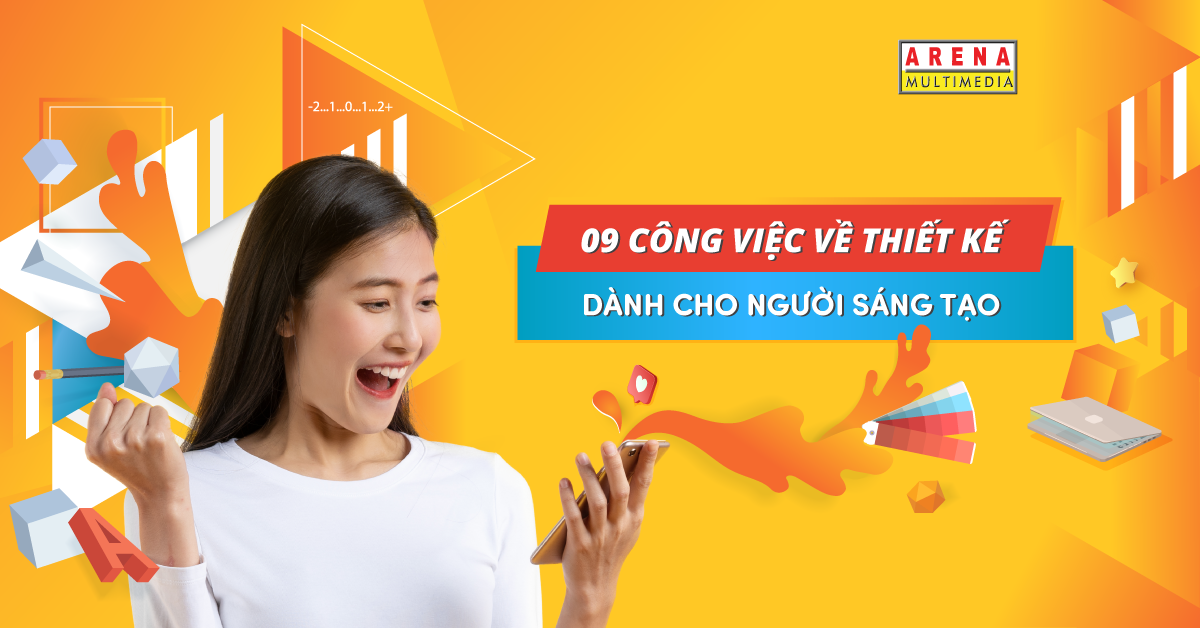 ARENA
MULTIMEDIA
-2...1...0...1...2+
09 CÔNG VIỆC VỀ THIẾT KẾ
DÀNH CHO NGƯỜI SÁNG TẠO
A